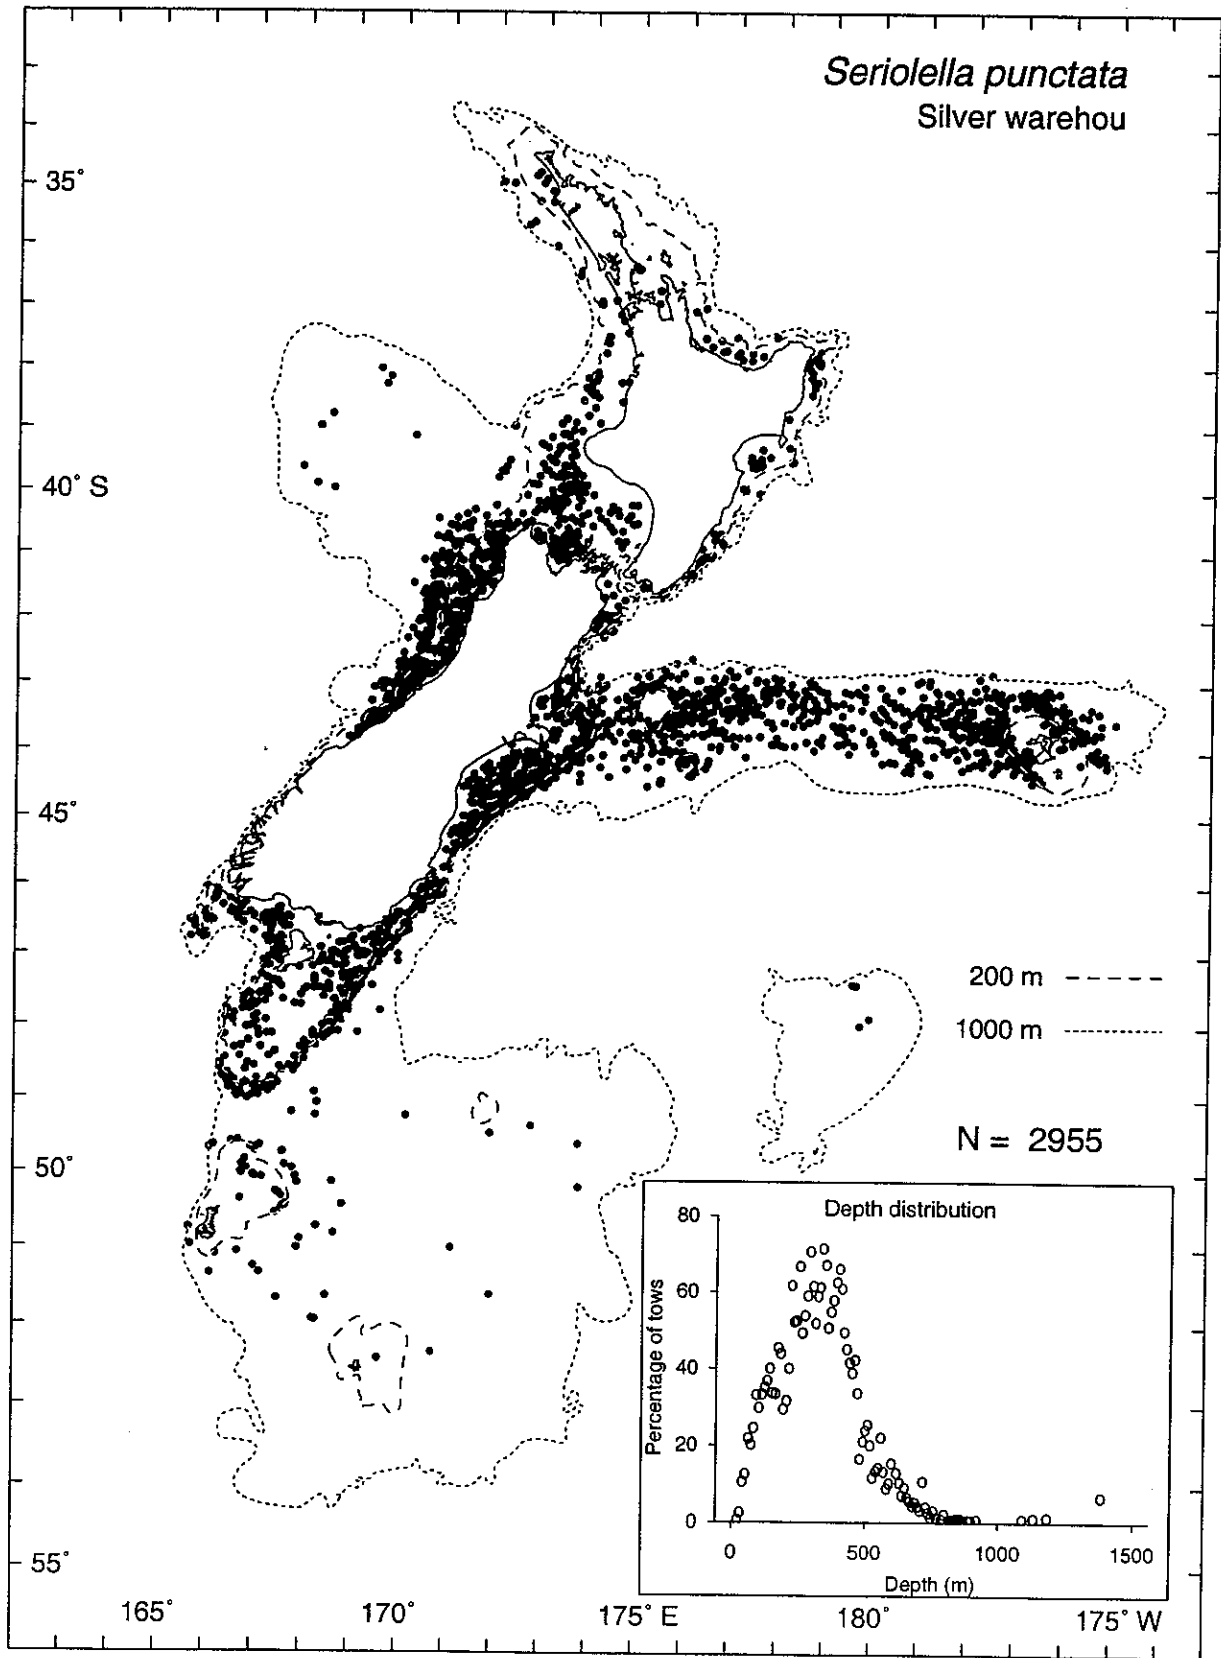 Seriolella punctata
Silver warehou
35°
40° S
45°
50°
55°
200 m
1000 m
N = 2955
Depth distribution
Percentage of tows
80
60
40
20
0
0 500 1000 1500
Depth (m)
165° 170° 175° E 180° 175° W